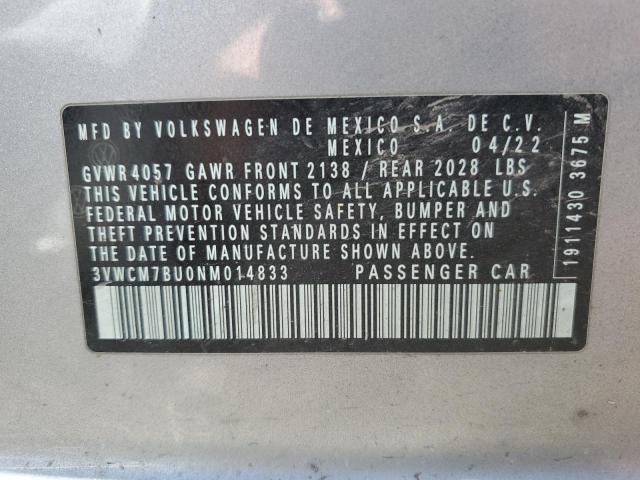 MFD BY VOLKSWAGEN DE MEXICO S.A. DE C.V.
MEXICO 04/22
GVWR4057 GAWR FRONT 2138 / REAR 2028 LBS
THIS VEHICLE CONFORMS TO ALL APPLICABLE U.S.
FEDERAL MOTOR VEHICLE SAFETY, BUMPER AND
THEFT PREVENTION STANDARDS IN EFFECT ON
THE DATE OF MANUFACTURE SHOWN ABOVE.
3VWCM7BU0NM014833 PASSENGER CAR
1911430 3675 M